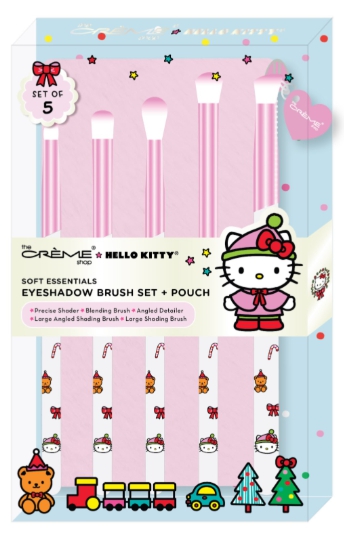 SET OF
5
the
CRÈME®
shop
HELLO KITTY®
SOFT ESSENTIALS
EYESHADOW BRUSH SET + POUCH
Precise Shader Blending Brush Angled Detailer
Large Angled Shading Brush Large Shading Brush
the
CRÈME
shop